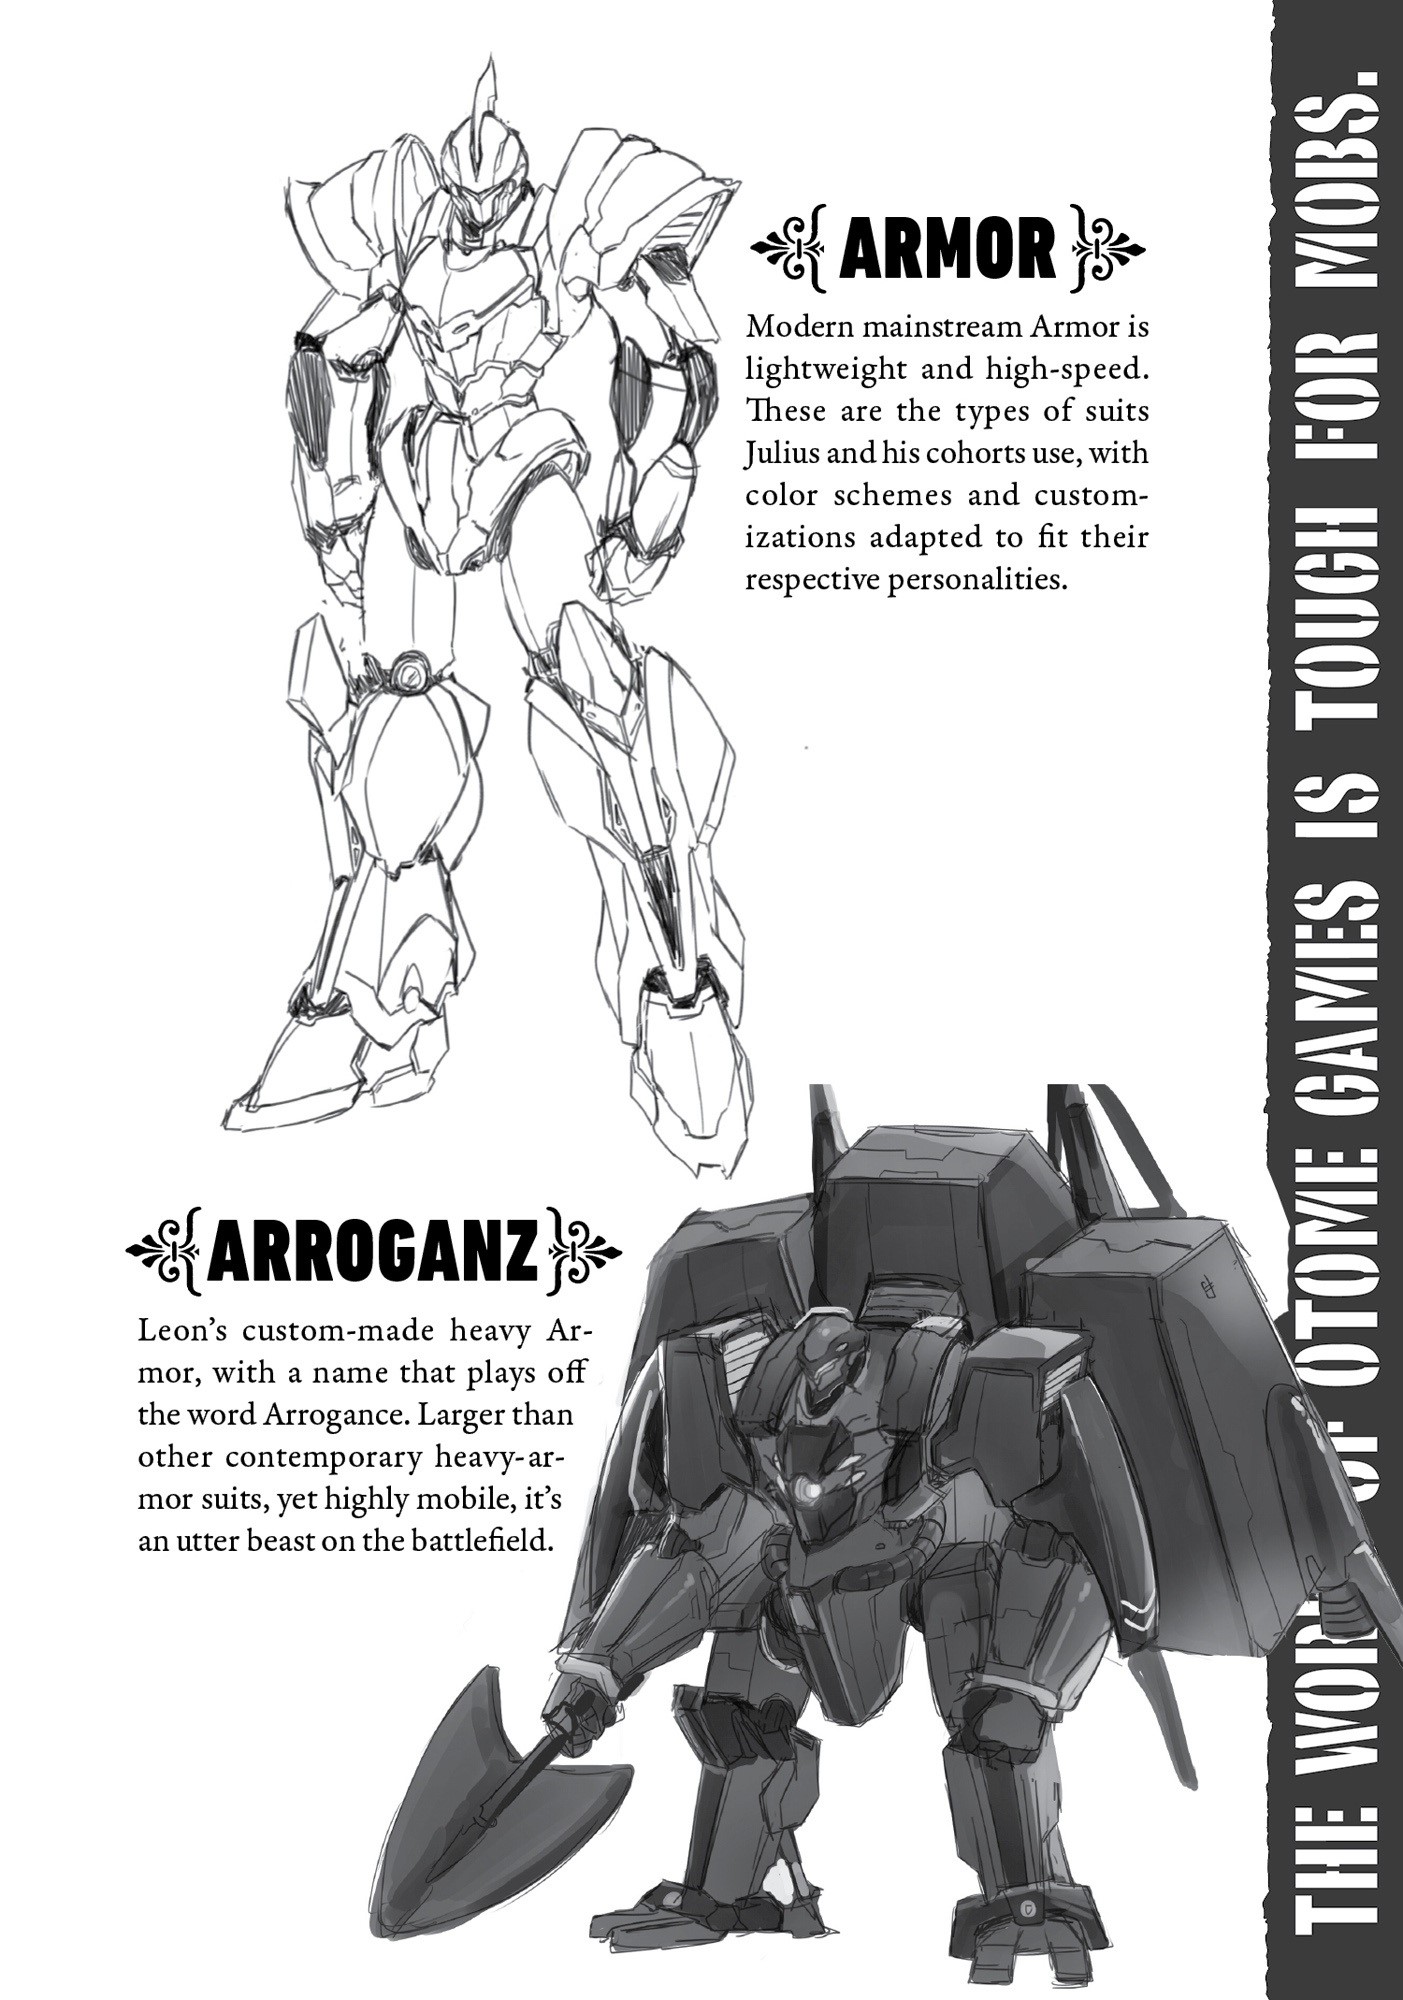 ARMOR
Modern mainstream Armor is
lightweight and high-speed.
These are the types of suits
Julius and his cohorts use, with
color schemes and custom-
izations adapted to fit their
respective personalities.
ARROGANZ
Leon’s custom-made heavy Ar-
mor, with a name that plays off
the word Arrogance. Larger than
other contemporary heavy-ar-
mor suits, yet highly mobile, it’s
an utter beast on the battlefield.
THE WORLD OF OTOME GAMES IS TOUGH FOR MOBS.